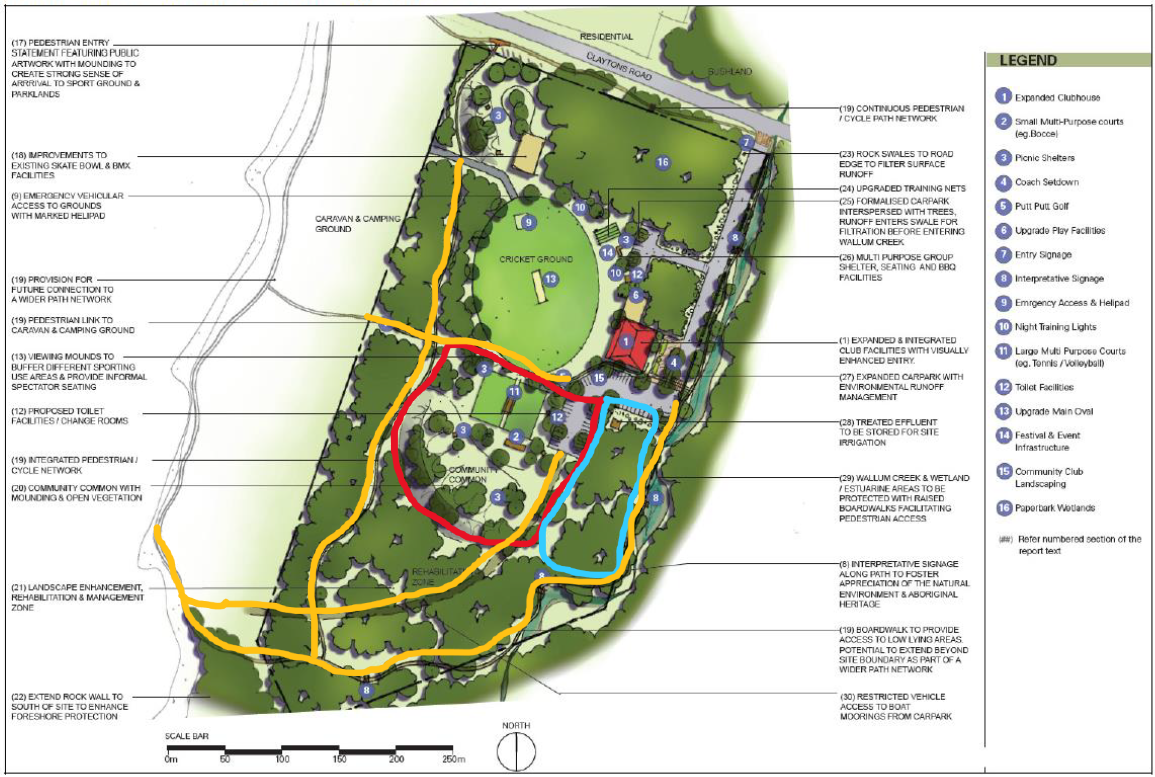 (17) PEDESTRIAN ENTRY
STATEMENT FEATURING PUBLIC
ARTWORK WITH MOUNDING TO
CREATE STRONG SENSE OF
ARRRIVAL TO SPORT GROUND &
PARKLANDS
(18) IMPROVEMENTS TO
EXISTING SKATE BOWL & BMX
FACILITIES
(9) EMERGENCY VEHICULAR
ACCESS TO GROUNDS
WITH MARKED HELIPAD
(19) PROVISION FOR
FUTURE CONNECTION TO
A WIDER PATH NETWORK
(19) PEDESTRIAN LINK TO
CARAVAN & CAMPING GROUND
(13) VIEWING MOUNDS TO
BUFFER DIFFERENT SPORTING
USE AREAS & PROVIDE INFORMAL
SPECTATOR SEATING
(12) PROPOSED TOILET
FACILITIES / CHANGE ROOMS
(19) INTEGRATED PEDESTRIAN /
CYCLE NETWORK
(20) COMMUNITY COMMON WITH
MOUNDING & OPEN VEGETATION
(21) LANDSCAPE ENHANCEMENT,
REHABILITATION & MANAGEMENT
ZONE
(22) EXTEND ROCK WALL TO
SOUTH OF SITE TO ENHANCE
FORESHORE PROTECTION
RESIDENTIAL
CLAYTONS ROAD
BUSHLAND
3
7
16
CARAVAN & CAMPING
GROUND
10
9
3
8
14
CRICKET GROUND
10
12
13
6
1
3
15
4
11
12
3
2
COMMUNITY
COMMON
3
8
REHABILITATION
ZONE
8
8
SCALE BAR
0m
50
100
150
200
250m
NORTH
(19) CONTINUOUS PEDESTRIAN
/ CYCLE PATH NETWORK
(23) ROCK SWALES TO ROAD
EDGE TO FILTER SURFACE
RUNOFF
(24) UPGRADED TRAINING NETS
(25) FORMALISED CARPARK
INTERSPERSED WITH TREES,
RUNOFF ENTERS SWALE FOR
FILTRATION BEFORE ENTERING
WALLUM CREEK
(26) MULTI PURPOSE GROUP
SHELTER, SEATING AND BBQ
FACILITIES
(1) EXPANDED & INTEGRATED
CLUB FACILITIES WITH VISUALLY
ENHANCED ENTRY.
(27) EXPANDED CARPARK WITH
ENVIRONMENTAL RUNOFF
MANAGEMENT
(28) TREATED EFFLUENT
TO BE STORED FOR SITE
IRRIGATION
(29) WALLUM CREEK & WETLAND
/ ESTUARINE AREAS TO BE
PROTECTED WITH RAISED
BOARDWALKS FACILITATING
PEDESTRIAN ACCESS
(8) INTERPRETATIVE SIGNAGE
ALONG PATH TO FOSTER
APPRECIATION OF THE NATURAL
ENVIRONMENT & ABORIGINAL
HERITAGE
(19) BOARDWALK TO PROVIDE
ACCESS TO LOW LYING AREAS,
POTENTIAL TO EXTEND BEYOND
SITE BOUNDARY AS PART OF A
WIDER PATH NETWORK
(30) RESTRICTED VEHICLE
ACCESS TO BOAT
MOORINGS FROM CARPARK
LEGEND
1 Expanded Clubhouse
2 Small Multi-Purpose courts
(eg.Bocce)
3 Picnic Shelters
4 Coach Setdown
5 Putt Putt Golf
6 Upgrade Play Facilities
7 Entry Signage
8 Interpretative Signage
9 Emrgency Access & Helipad
10 Night Training Lights
11 Large Multi Purpose Courts
(eg. Tennis / Volleyball)
12 Toilet Facilities
13 Upgrade Main Oval
14 Festival & Event
Infrastructure
15 Community Club
Landscaping
16 Paperbark Wetlands
(##) Refer numbered section of the
report text